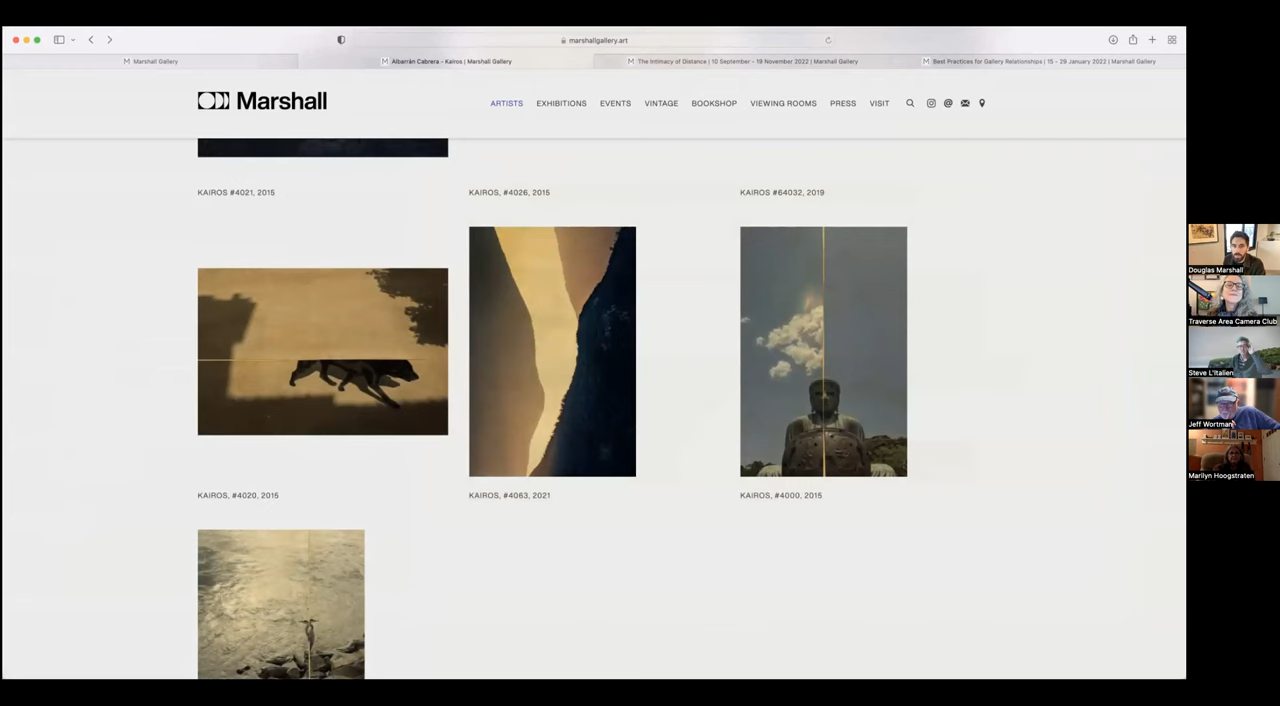 marshallgallery.art
Marshall Gallery
Albarrán Cabrera - Kairos | Marshall Gallery
The Intimacy of Distance | 10 September - 19 November 2022 | Marshall Gallery
Best Practices for Gallery Relationships | 15 - 29 January 2022 | Marshall Gallery
Marshall
ARTISTS EXHIBITIONS EVENTS VINTAGE BOOKSHOP VIEWING ROOMS PRESS VISIT
KAIROS #4021, 2015
KAIROS, #4026, 2015
KAIROS #64032, 2019
KAIROS, #4020, 2015
KAIROS, #4063, 2021
KAIROS, #4000, 2015
Douglas Marshall
Traverse Area Camera Club
Steve L'Italien
Jeff Wortman
Marilyn Hoogstraten